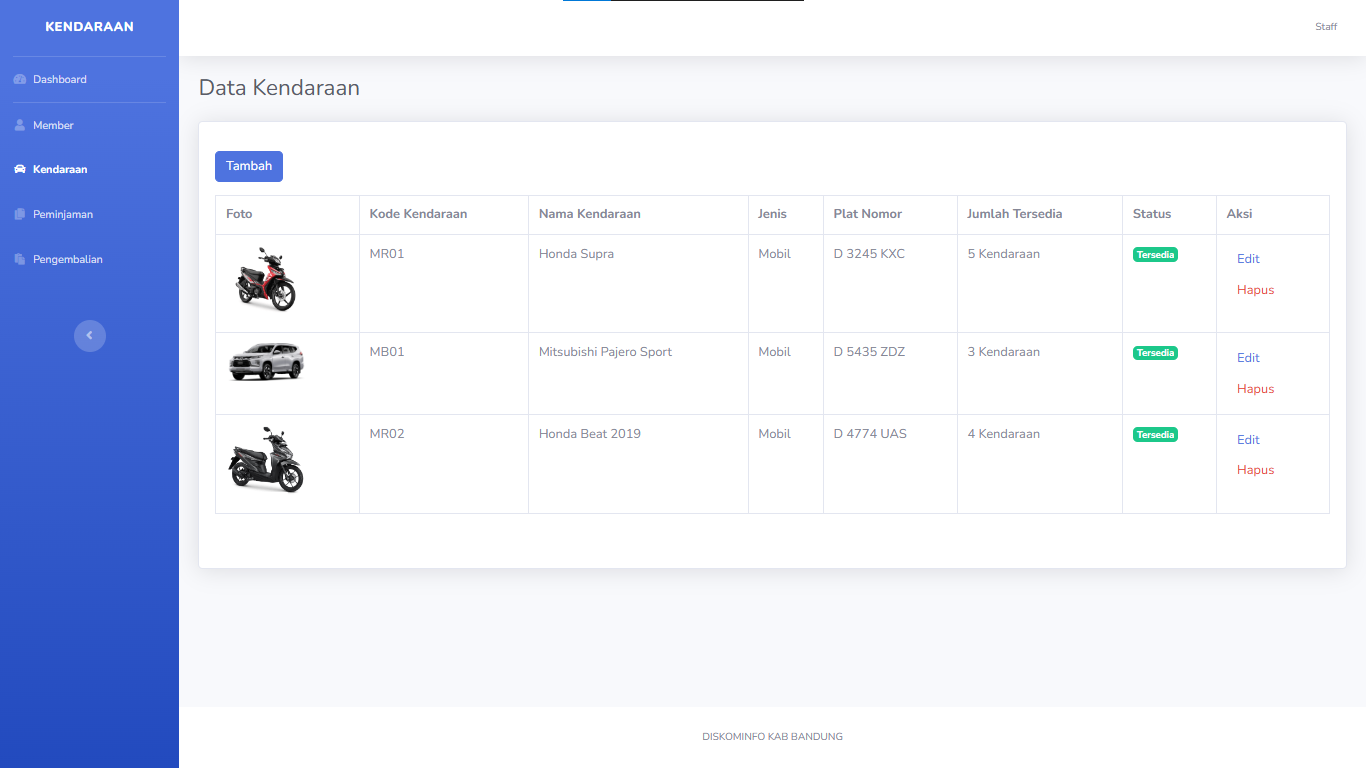 KENDARAAN
Staff
Dashboard
Member
Kendaraan
Peminjaman
Pengembalian
Data Kendaraan
Tambah
Foto Kode Kendaraan Nama Kendaraan Jenis Plat Nomor Jumlah Tersedia Status Aksi
MR01 Honda Supra Mobil D 3245 KXC 5 Kendaraan Tersedia Edit
Hapus
MB01 Mitsubishi Pajero Sport Mobil D 5435 ZDZ 3 Kendaraan Tersedia Edit
Hapus
MR02 Honda Beat 2019 Mobil D 4774 UAS 4 Kendaraan Tersedia Edit
Hapus
DISKOMINFO KAB BANDUNG